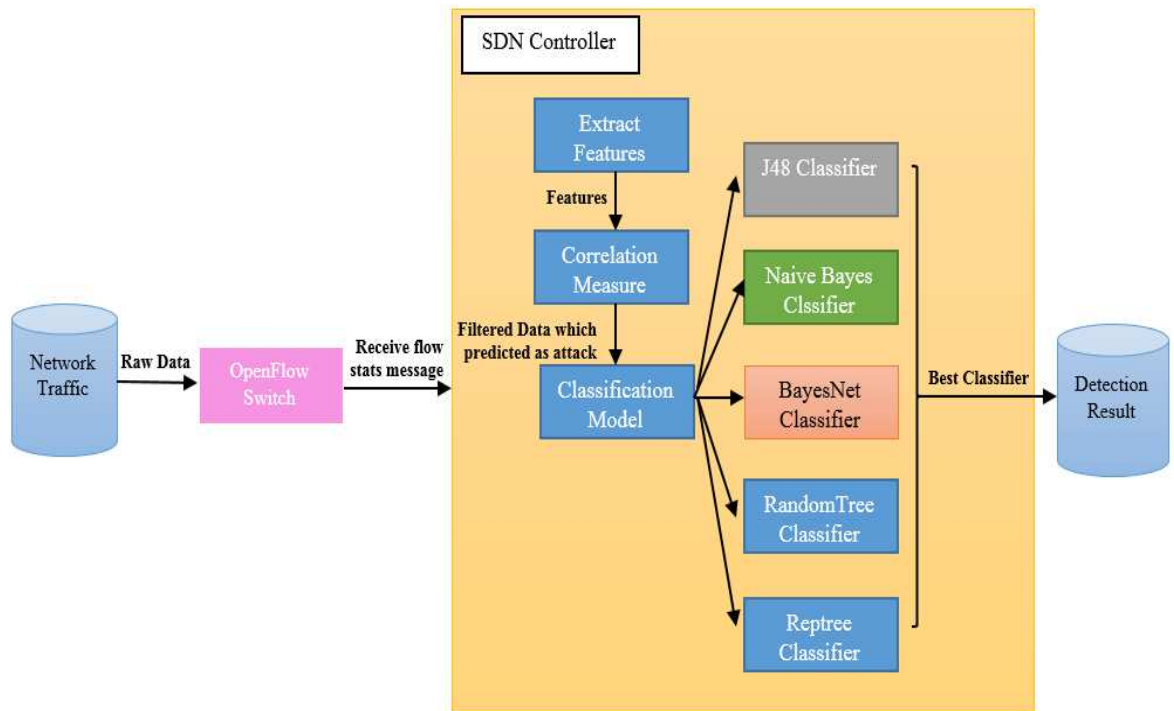 SDN Controller
Extract
Features
Features
Correlation
Measure
Filtered Data which
predicted as attack
Classification
Model
J48 Classifier
Naive Bayes
Clssifier
BayesNet
Classifier
RandomTree
Classifier
Reptree
Classifier
Network
Traffic
Raw Data
OpenFlow
Switch
Receive flow
stats message
Best Classifier
Detection
Result